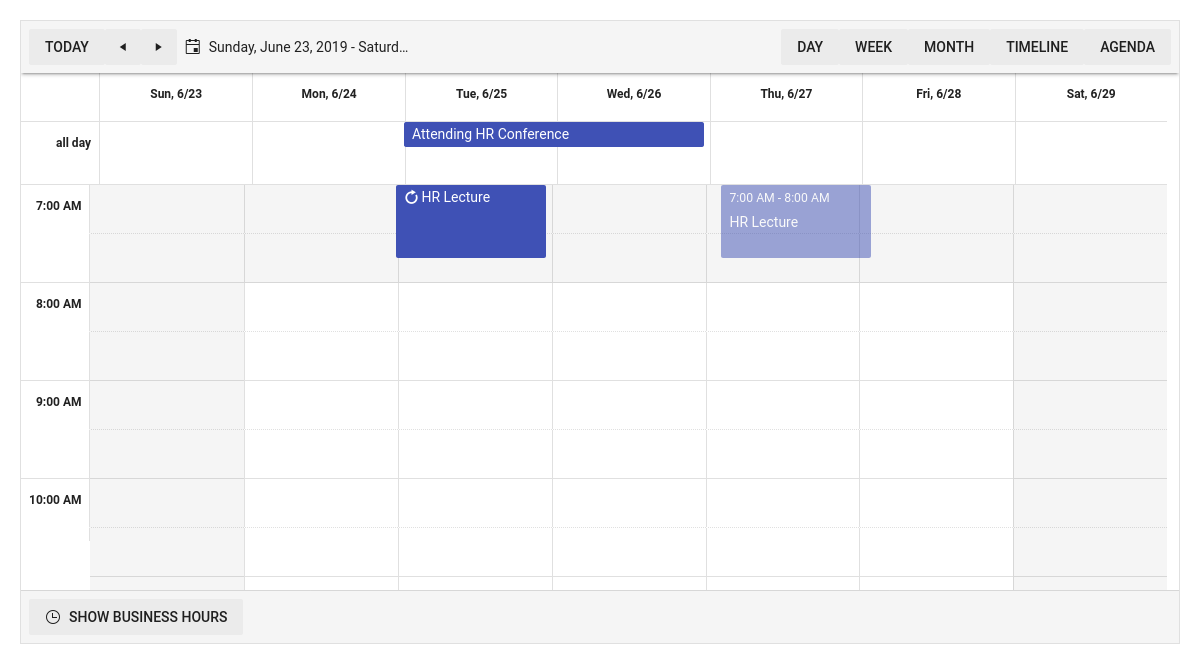 TODAY
Sunday, June 23, 2019 - Saturd...
DAY WEEK MONTH TIMELINE AGENDA
Sun, 6/23 Mon, 6/24 Tue, 6/25 Wed, 6/26 Thu, 6/27 Fri, 6/28 Sat, 6/29
all day
Attending HR Conference
7:00 AM
HR Lecture
7:00 AM - 8:00 AM
HR Lecture
8:00 AM
9:00 AM
10:00 AM
SHOW BUSINESS HOURS